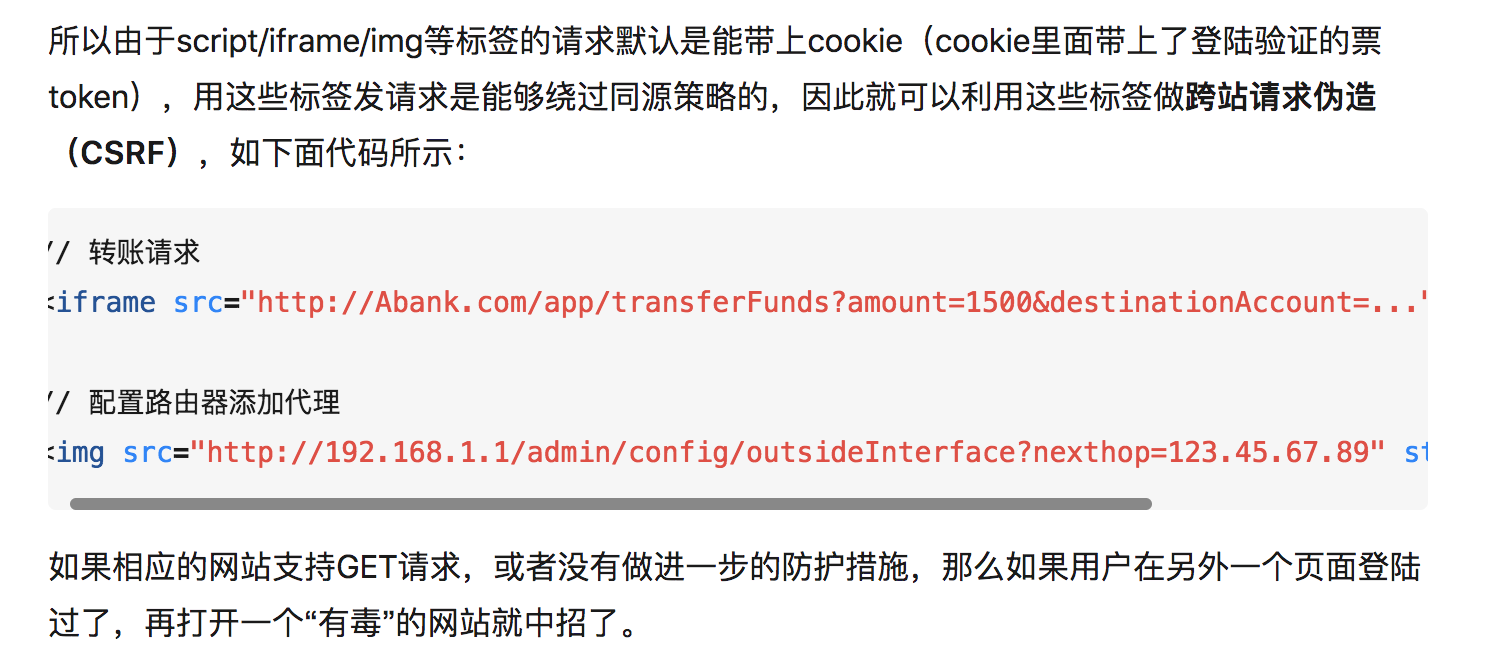 所以由于script/iframe/img等标签的请求默认是能带上cookie（cookie里面带上了登陆验证的票
token），用这些标签发请求是能够绕过同源策略的，因此就可以利用这些标签做跨站请求伪造
（CSRF），如下面代码所示：
// 转账请求
<iframe src="http://Abank.com/app/transferFunds?amount=1500&destinationAccount=..."
// 配置路由器添加代理
<img src="http://192.168.1.1/admin/config/outsideInterface?nexthop=123.45.67.89" st
如果相应的网站支持GET请求，或者没有做进一步的防护措施，那么如果用户在另外一个页面登陆
过了，再打开一个“有毒”的网站就中招了。